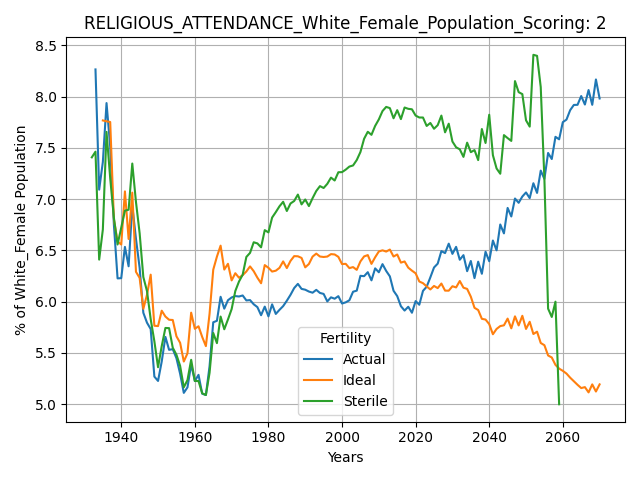 RELIGIOUS_ATTENDANCE_White_Female_Population_Scoring: 2
8.5
8.0
7.5
7.0
6.5
6.0
5.5
5.0
% of White_Female Population
Fertility
Actual
Ideal
Sterile
1940 1960 1980 2000 2020 2040 2060
Years